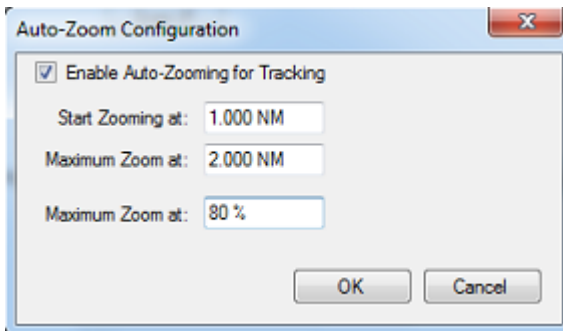 Auto-Zoom Configuration
Enable Auto-Zooming for Tracking
Start Zooming at: 1.000 NM
Maximum Zoom at: 2.000 NM
Maximum Zoom at: 80 %
OK Cancel